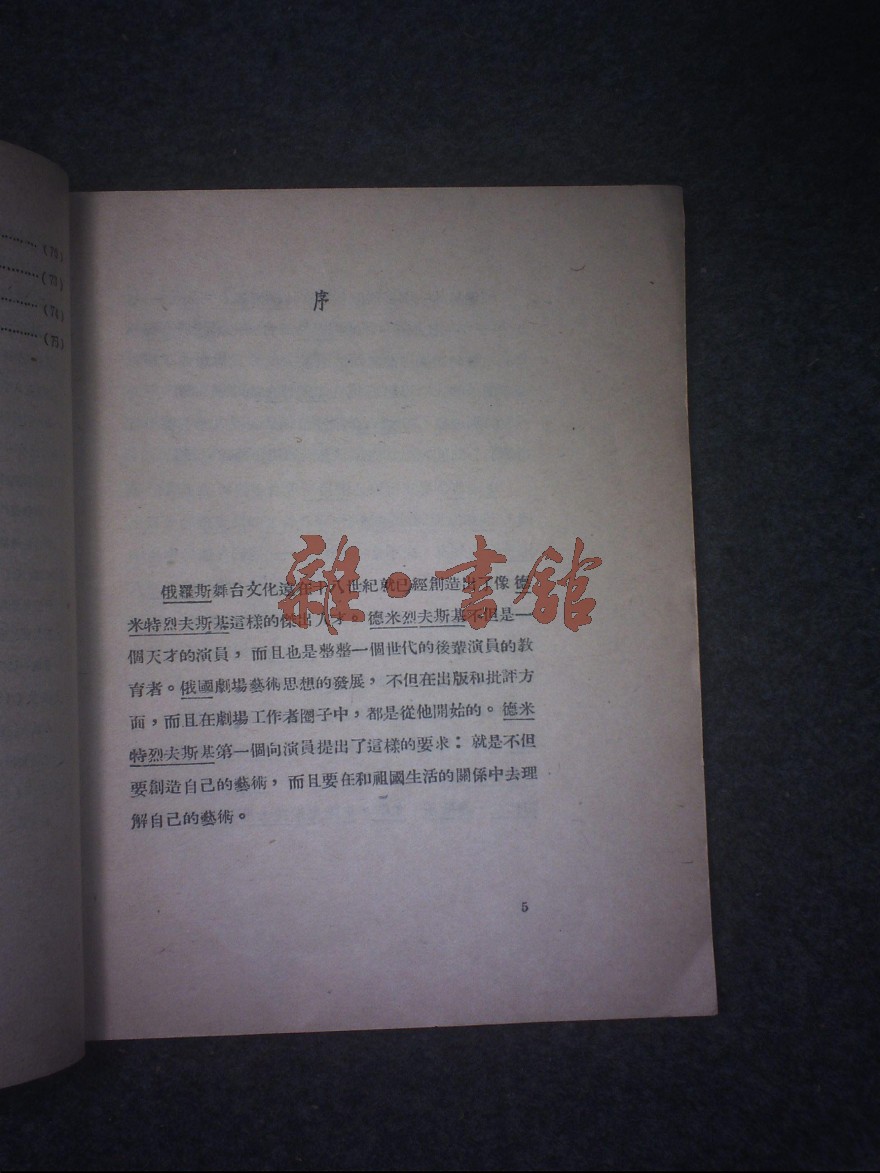 ………… (71)
…………(73)
………… (74)
………… (75)
序
俄羅斯舞台文化遠在十八世紀就已經創造出了像德
米特烈夫斯基這樣的傑出人才。德米烈夫斯基不但是一
個天才的演員，而且也是整整一個世代的後輩演員的教
育者。俄國劇場藝術思想的發展，不但在出版和批評方
面，而且在劇場工作者圈子中，都是從他開始的。德米
特烈夫斯基第一個向演員提出了這樣的要求：就是不但
要創造自己的藝術，而且要在和祖國生活的關係中去理
解自己的藝術。
5
雜·書館